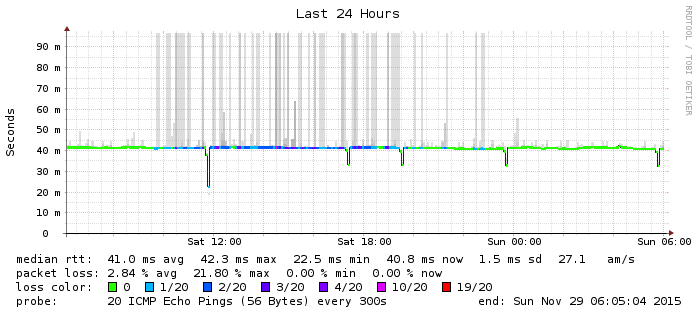 Last 24 Hours
RRDTOOL / TOBI OETIKER
Seconds
90 m
80 m
70 m
60 m
50 m
40 m
30 m
20 m
10 m
0
Sat 12:00 Sat 18:00 Sun 00:00 Sun 06:00
median rtt: 41.0 ms avg 42.3 ms max 22.5 ms min 40.8 ms now 1.5 ms sd 27.1 am/s
packet loss: 2.84 % avg 21.80 % max 0.00 % min 0.00 % now
loss color: 0 1/20 2/20 3/20 4/20 10/20 19/20
probe: 20 ICMP Echo Pings (56 Bytes) every 300s end: Sun Nov 29 06:05:04 2015